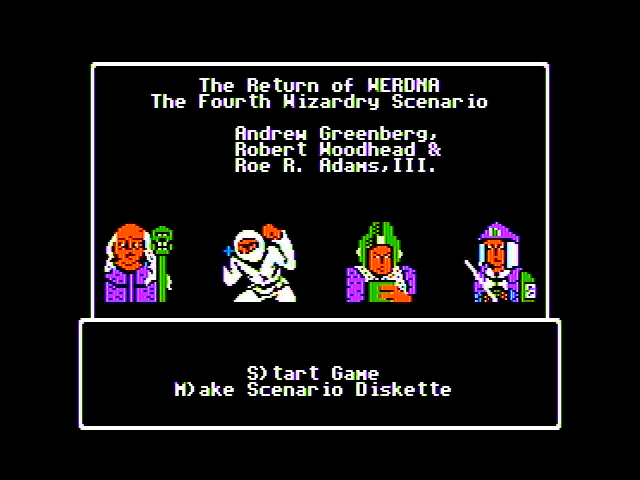 The Return of WERDNA
The Fourth Wizardry Scenario
Andrew Greenberg,
Robert Woodhead &
Roe R. Adams,III.
S)tart Game
M)ake Scenario Diskette